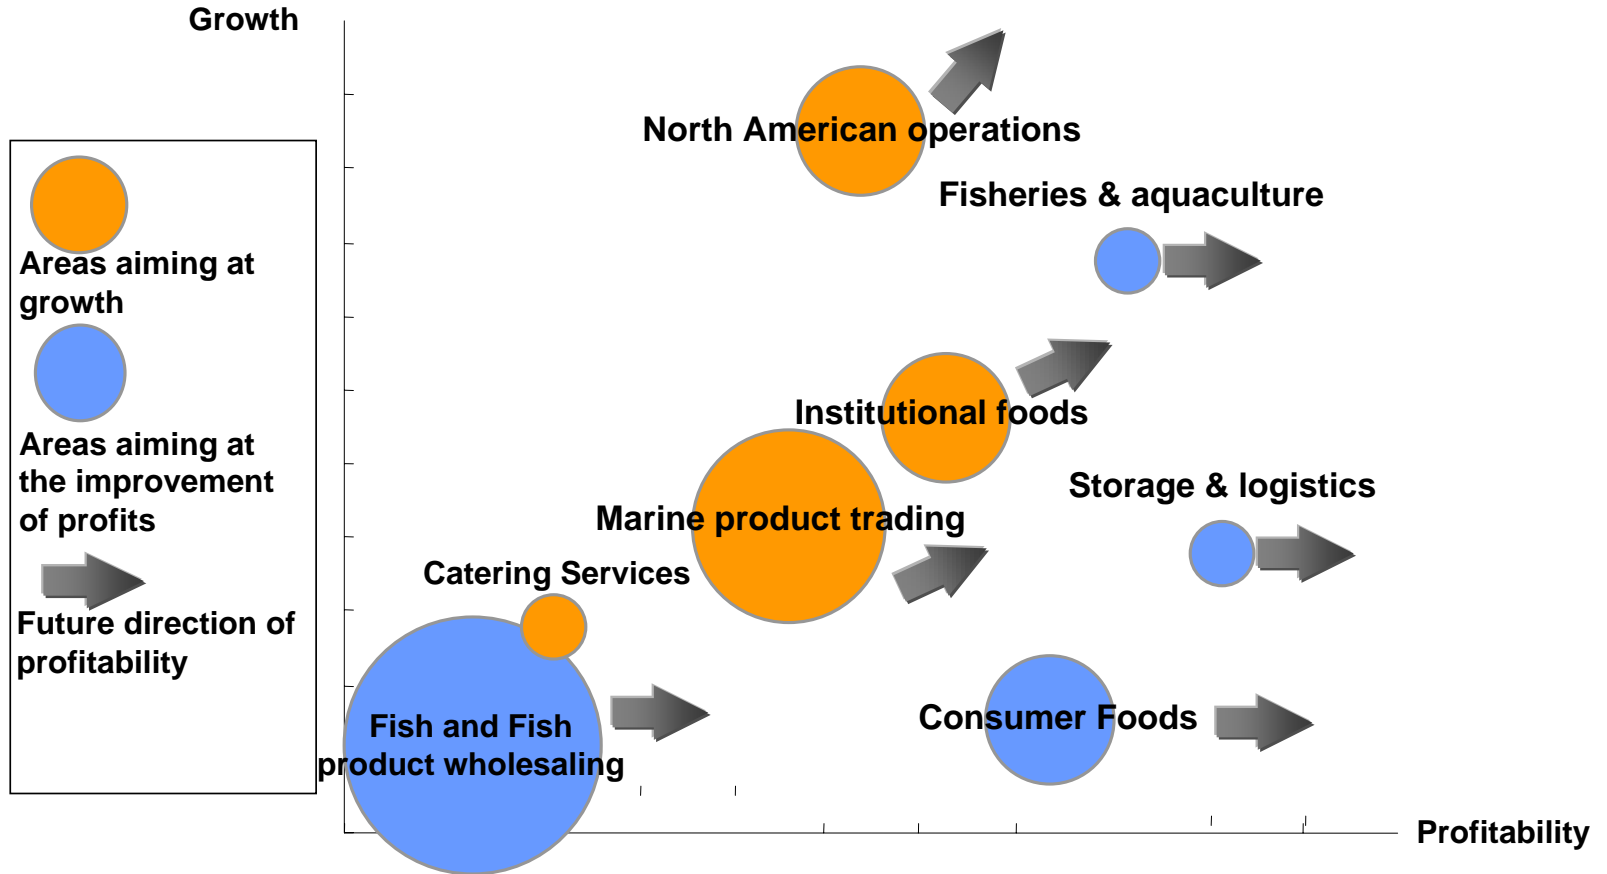 Growth
North American operations
Fisheries & aquaculture
Areas aiming at
growth
Institutional foods
Areas aiming at
the improvement
of profits
Storage & logistics
Marine product trading
Catering Services
Future direction of
profitability
Fish and Fish
product wholesaling
Consumer Foods
Profitability